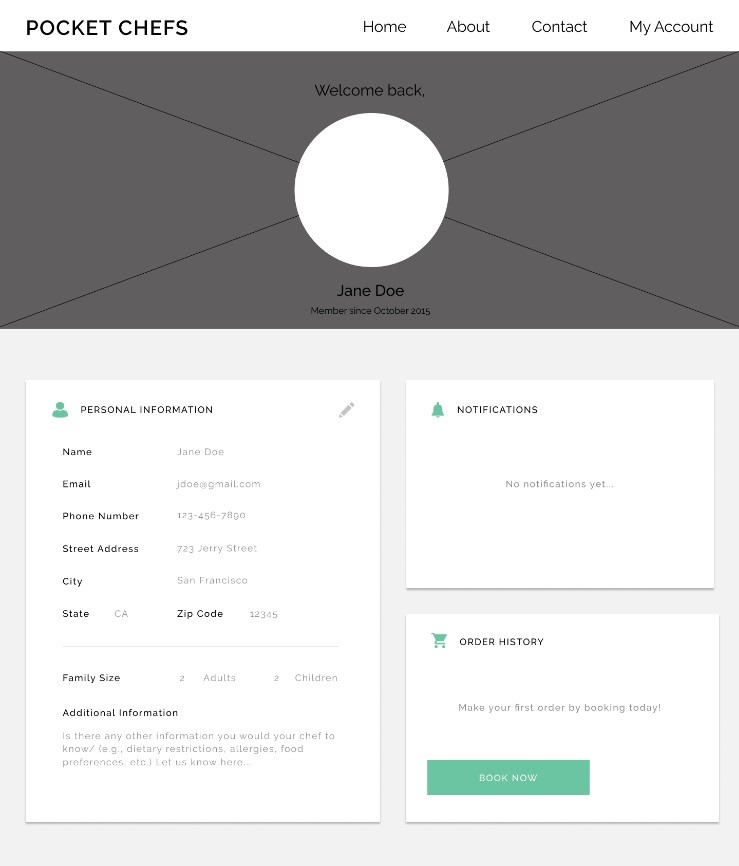 POCKET CHEFS
Home About Contact My Account
Welcome back,
Jane Doe
Member since October 2015
PERSONAL INFORMATION
Name Jane Doe
Email jdoe@gmail.com
Phone Number 123-456-7890
Street Address 723 Jerry Street
City San Francisco
State CA Zip Code 12345
Family Size 2 Adults 2 Children
Additional Information
Is there any other information you would your chef to
know/ (e.g., dietary restrictions, allergies, food
preferences, etc.) Let us know here...
NOTIFICATIONS
No notifications yet...
ORDER HISTORY
Make your first order by booking today!
BOOK NOW